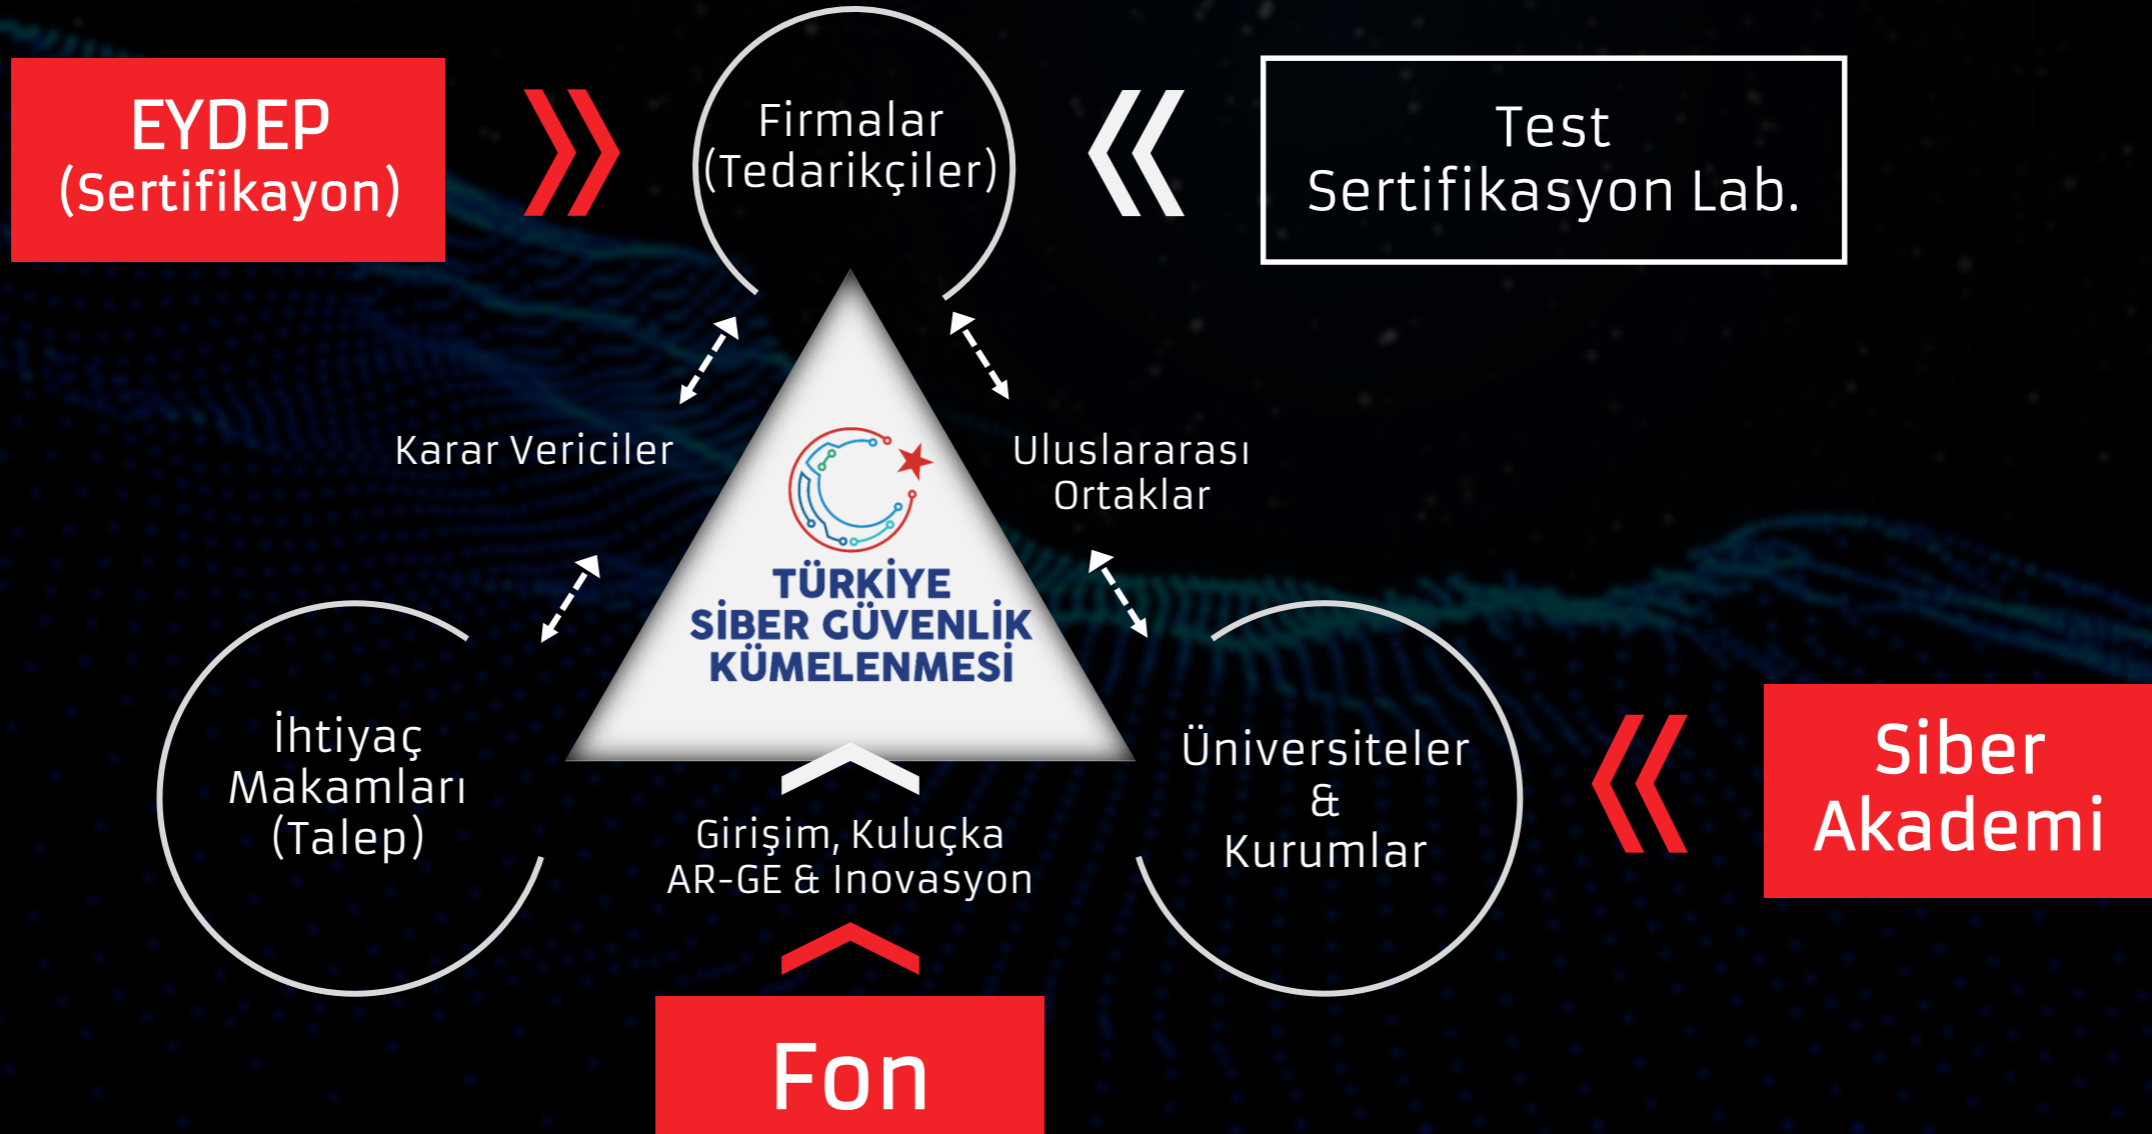 EYDEP
(Sertifikayon)
Firmalar
(Tedarikçiler)
Test
Sertifikasyon Lab.
Karar Vericiler
Uluslararası
Ortaklar
TÜRKİYE
SİBER GÜVENLİK
KÜMELENMESİ
İhtiyaç
Makamları
(Talep)
Girişim, Kuluçka
AR-GE & Inovasyon
Üniversiteler
&
Kurumlar
Siber
Akademi
Fon